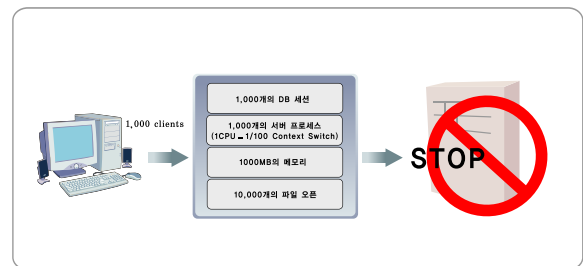 1,000 clients
1,000개의 DB 세션
1,000개의 서버 프로세스
(1CPU = 1/100 Context Switch)
1000MB의 메모리
10,000개의 파일 오픈
STOP